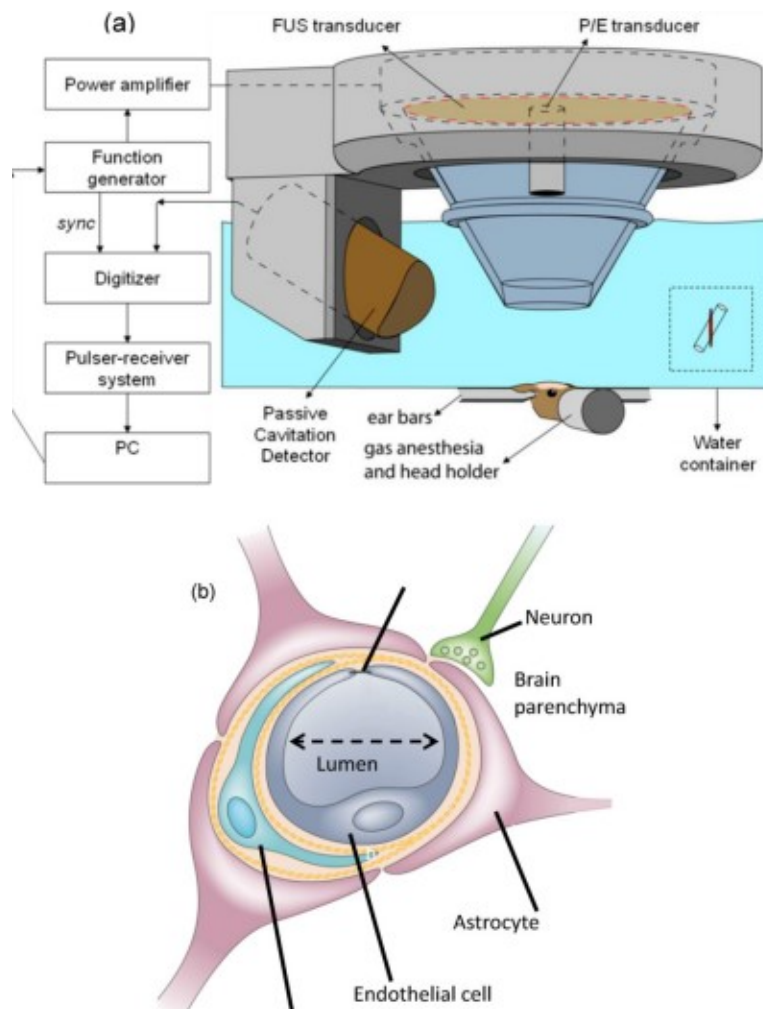 (a)
FUS transducer
P/E transducer
Power amplifier
Function
generator
sync
Digitizer
Pulser-receiver
system
PC
Passive
Cavitation
Detector
ear bars
gas anesthesia
and head holder
Water
container
(b)
Neuron
Brain
parenchyma
Lumen
Astrocyte
Endothelial cell